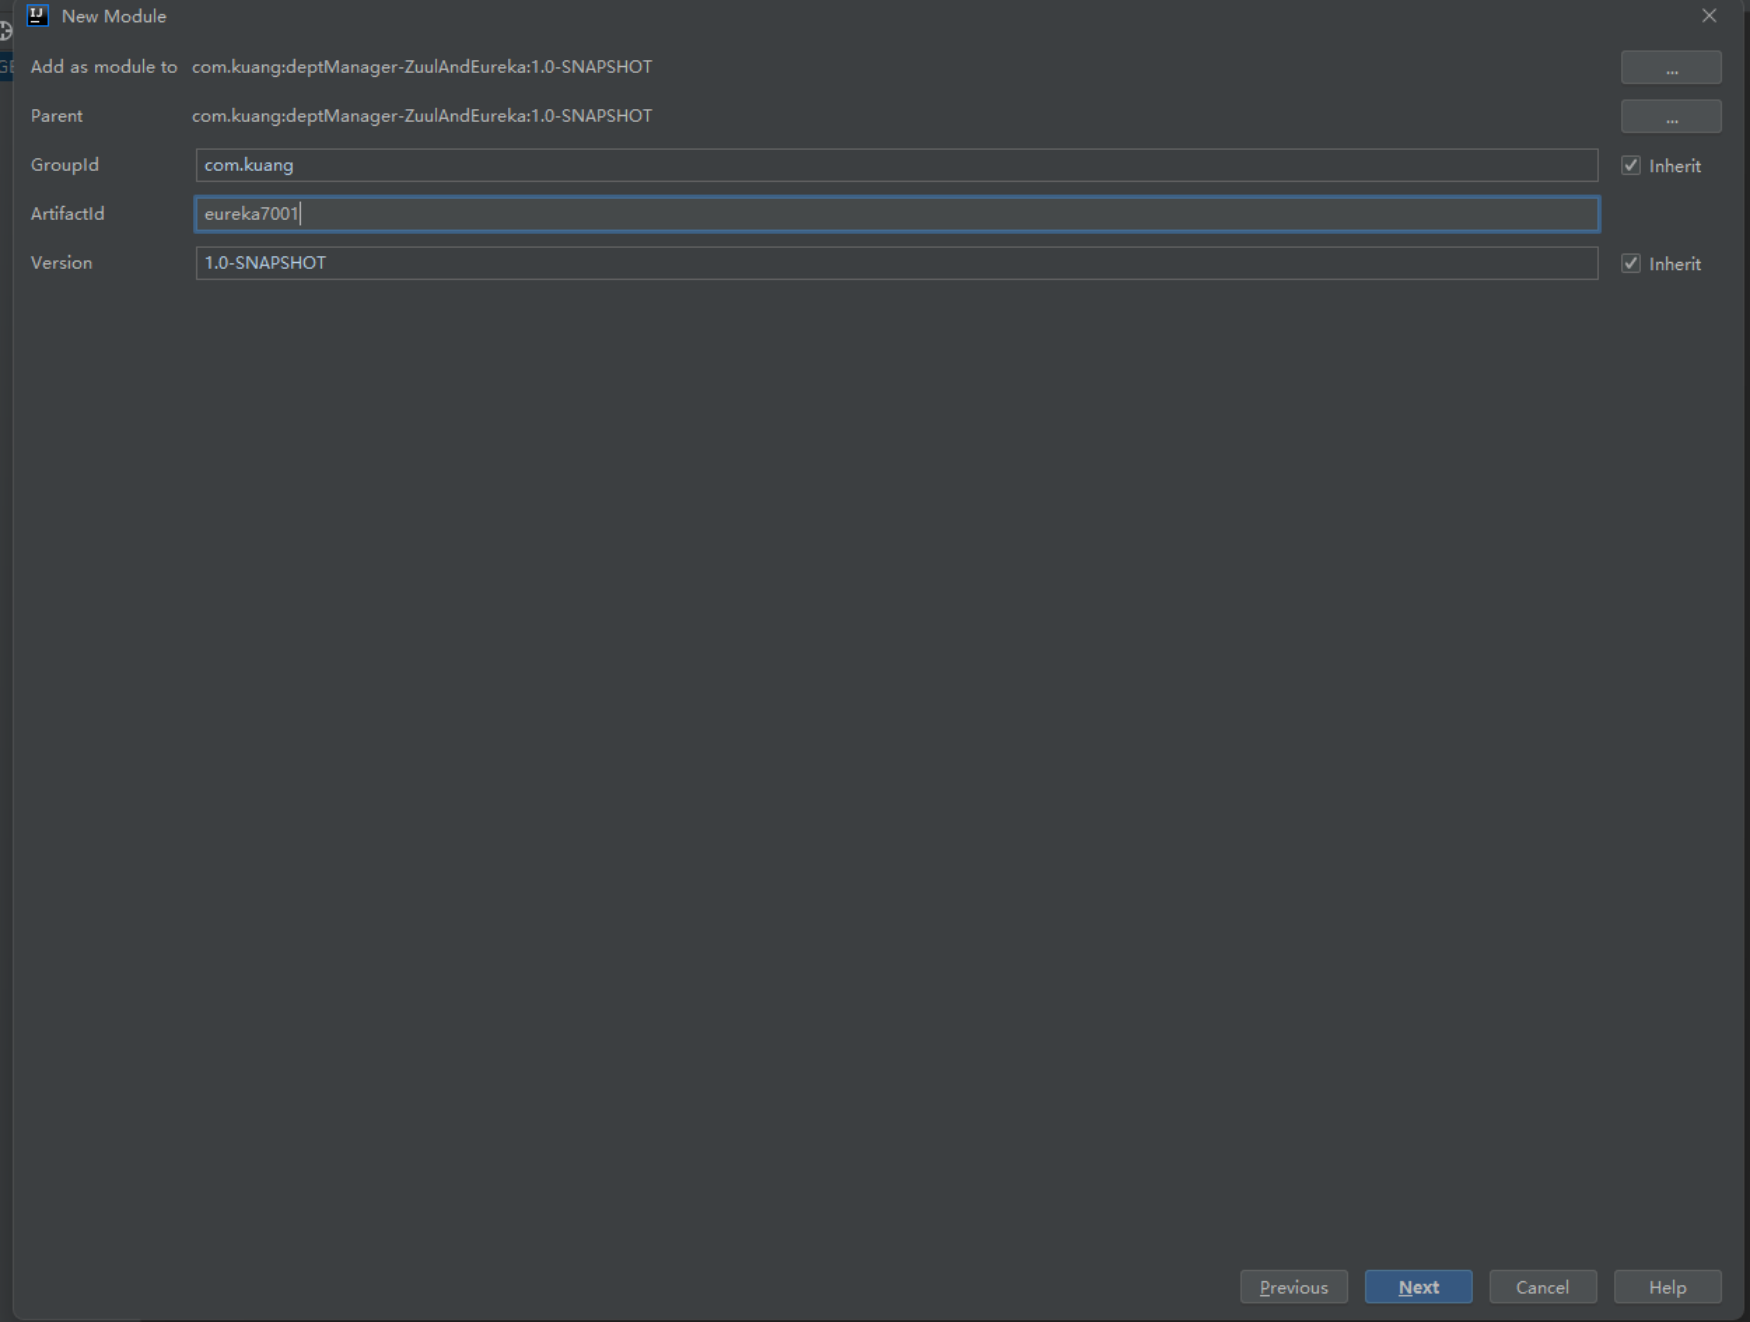 New Module
Add as module to com.kuang:deptManager-ZuulAndEureka:1.0-SNAPSHOT ...
Parent com.kuang:deptManager-ZuulAndEureka:1.0-SNAPSHOT ...
GroupId com.kuang Inherit
ArtifactId eureka7001
Version 1.0-SNAPSHOT Inherit
Previous Next Cancel Help